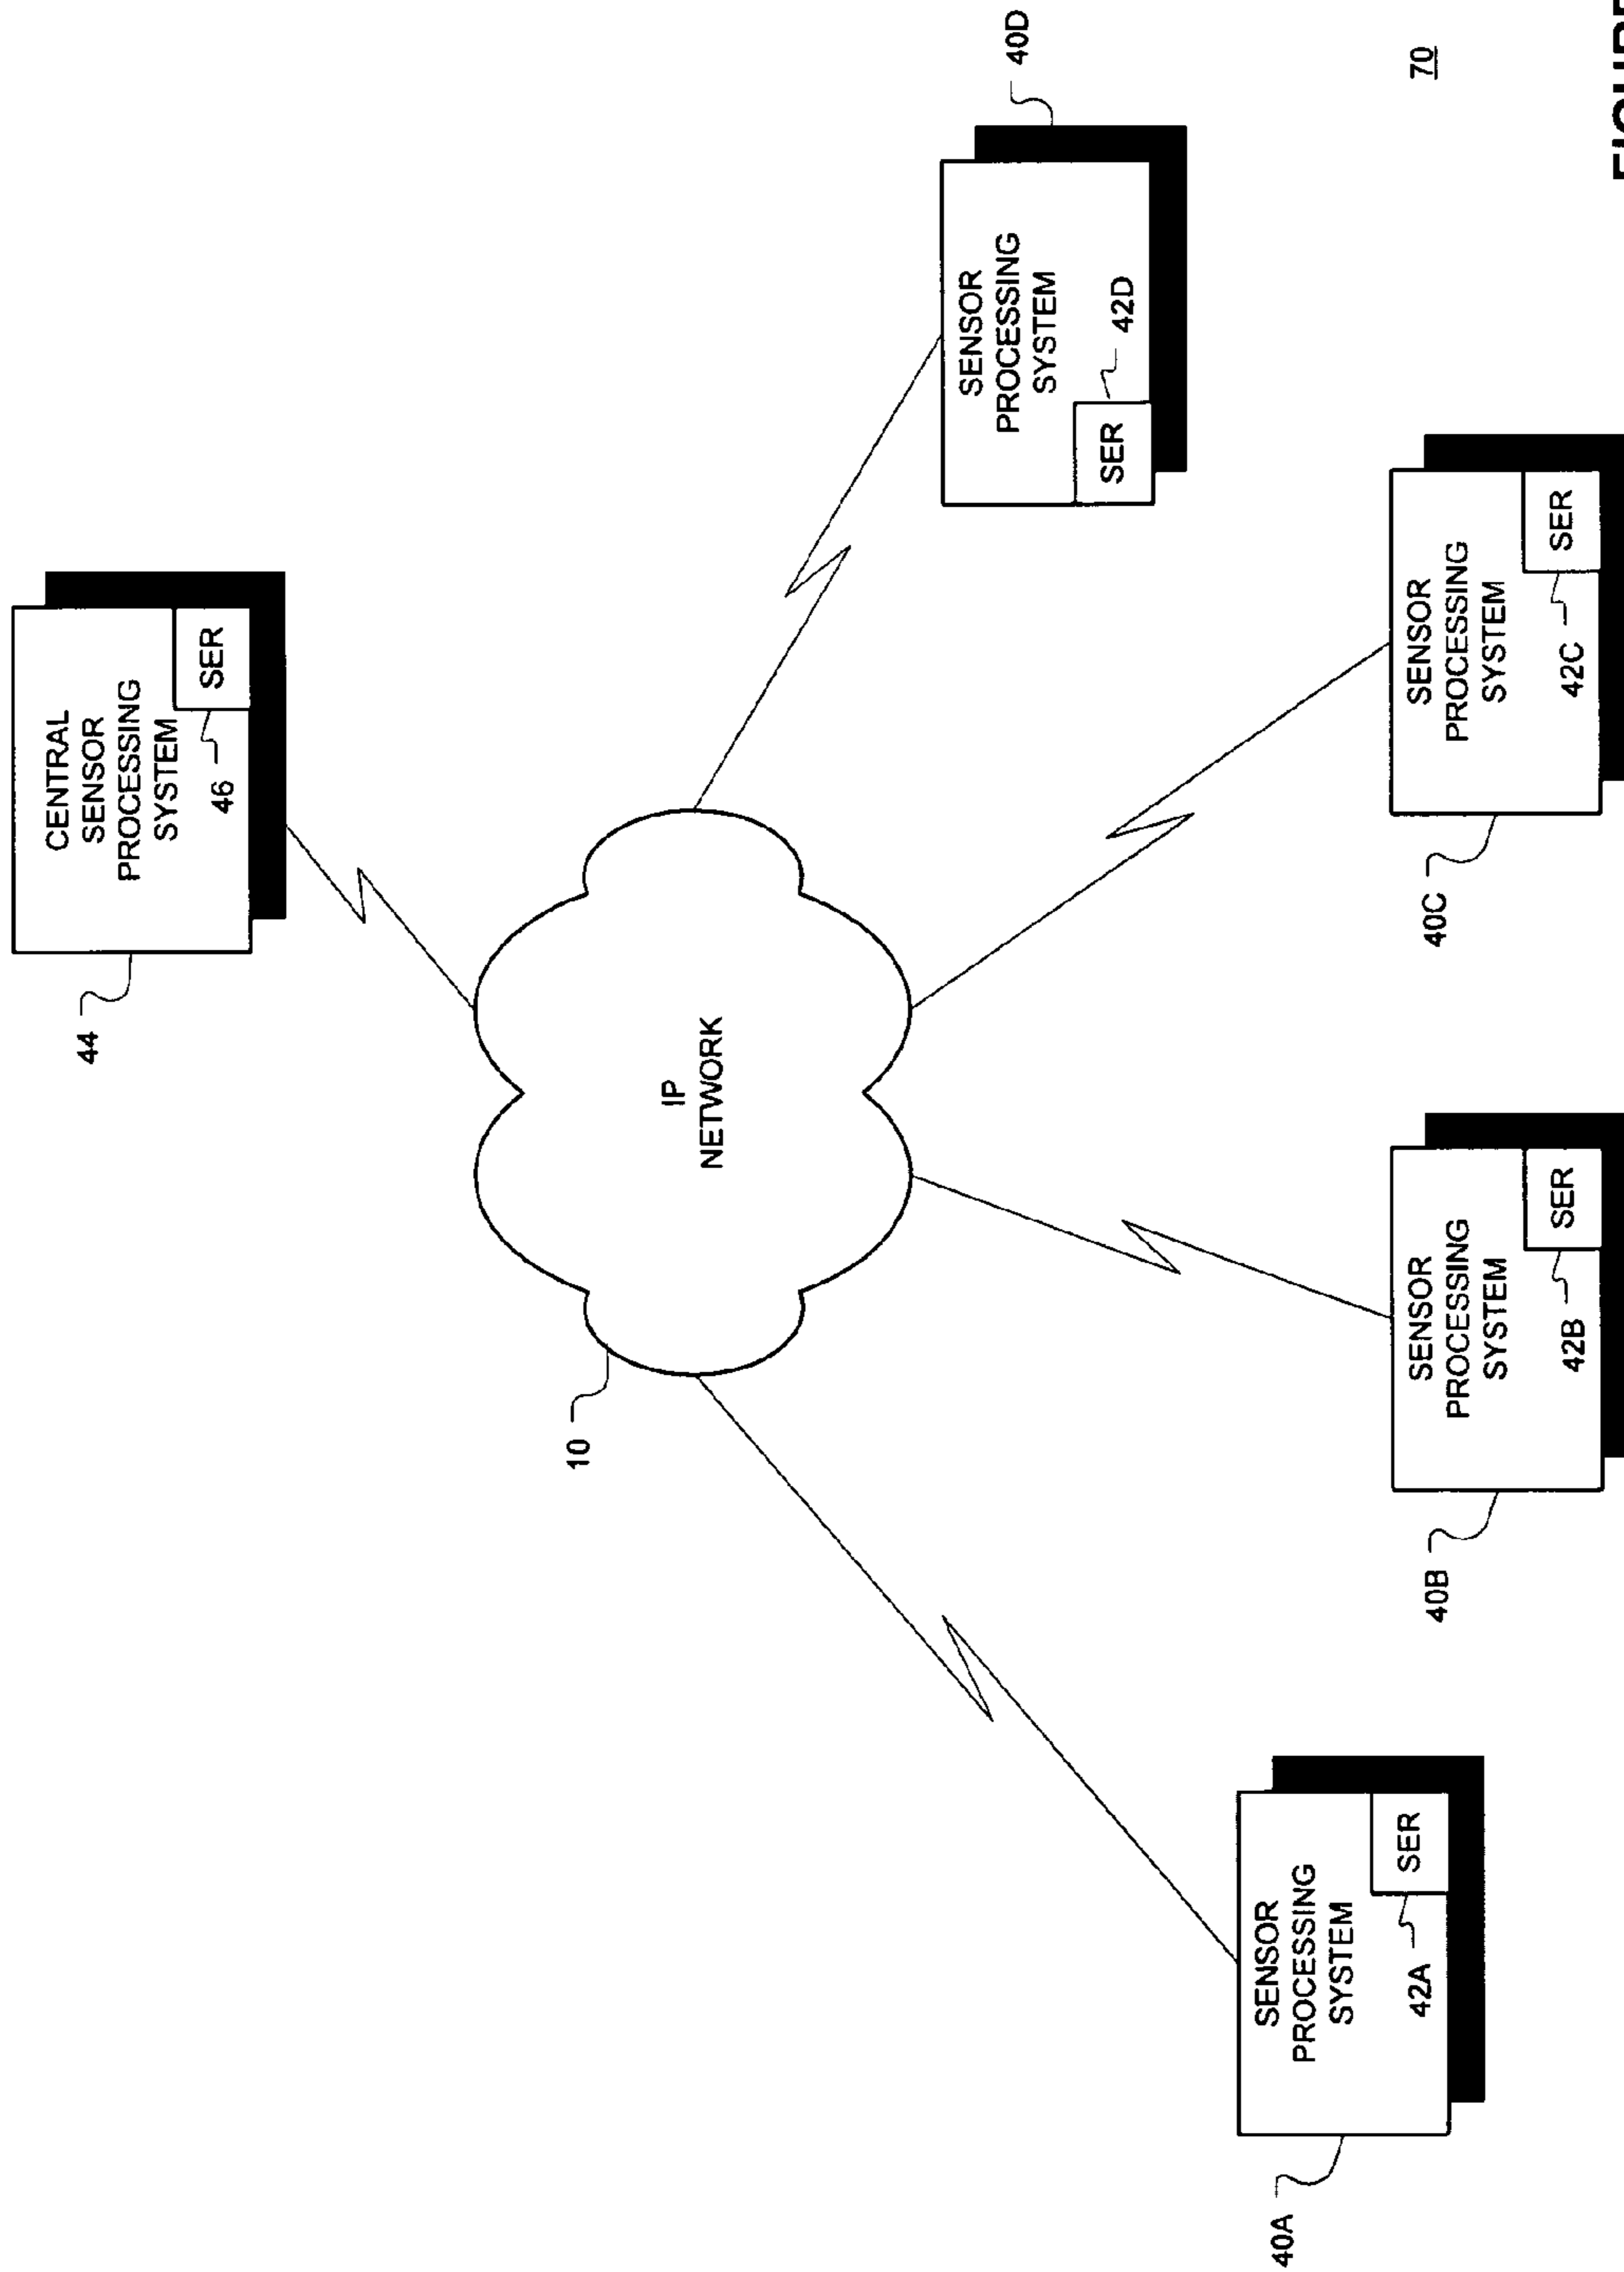 CENTRAL
SENSOR
PROCESSING
SYSTEM
SER
46
44
IP
NETWORK
10
40D
SENSOR
PROCESSING
SYSTEM
42D
SER
40A
SENSOR
PROCESSING
SYSTEM
42A
SER
40B
SENSOR
PROCESSING
SYSTEM
42B
SER
40C
SENSOR
PROCESSING
SYSTEM
42C
SER
70
FIGURE